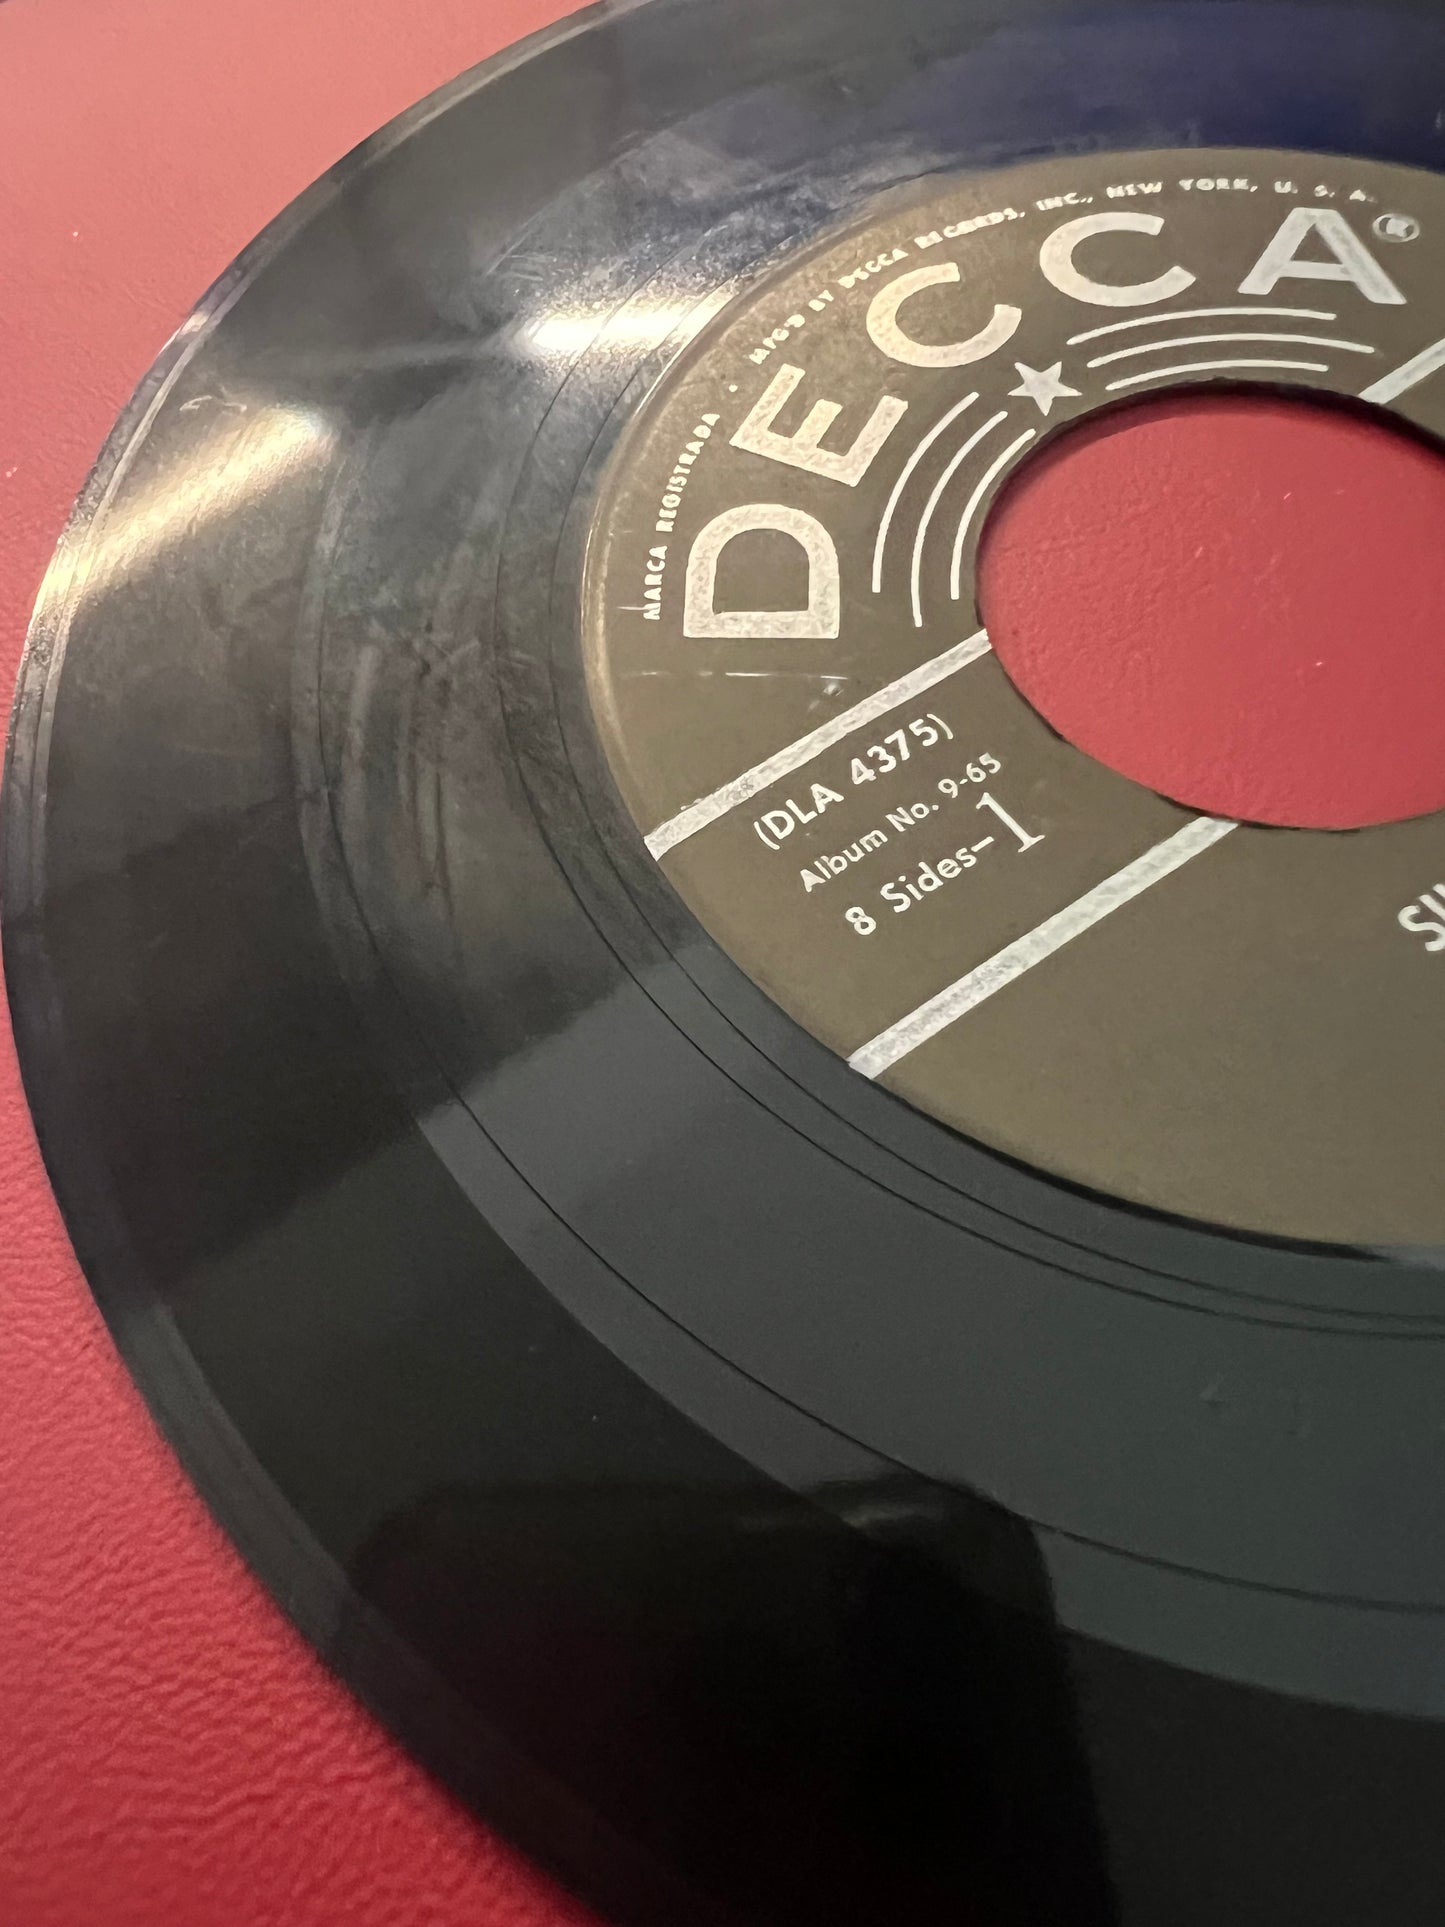 MARCA REGISTRADA • MFG'D BY DECCA RECORDS, INC., NEW YORK, U. S. A.
DECCA®
(DLA 4375)
Album No. 9-65
8 Sides-1